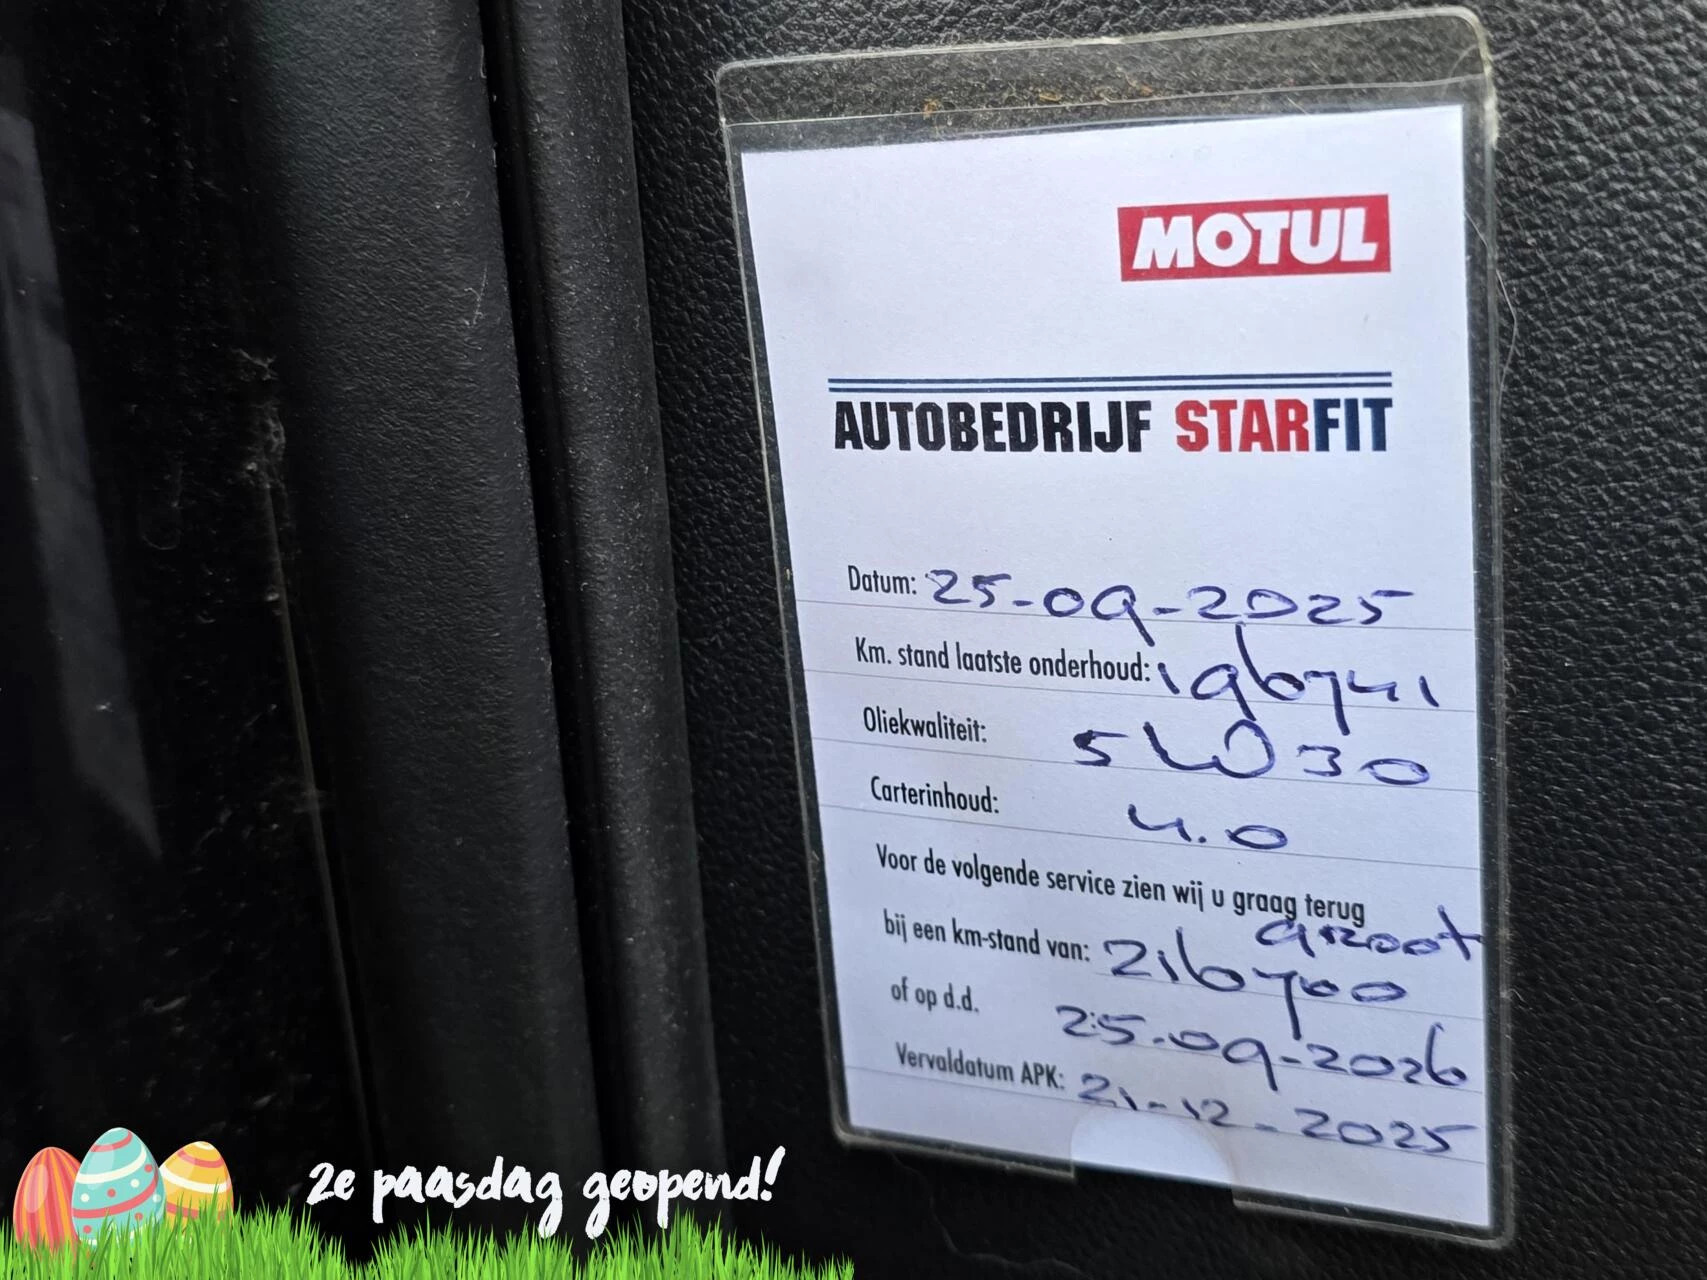 MOTUL
AUTOBEDRIJF STARFIT
Datum: 25-09-2025
Km. stand laatste onderhoud: 196741
Oliekwaliteit: 5W30
Carterinhoud: 4.0
Voor de volgende service zien wij u graag terug
groot
bij een km-stand van: 216700
of op d.d. 25-09-2026
Vervaldatum APK: 21-12-2025
2e paasdag geopend!